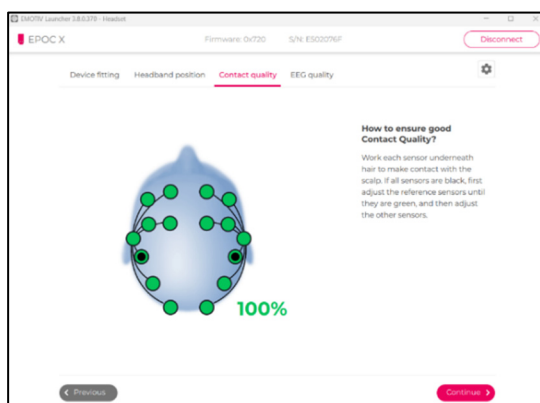 EMOTIV Launcher 3.8.0.370 - Headset
EPOC X
Firmware: 0x720
S/N: E502076F
Disconnect
Device fitting
Headband position
Contact quality
EEG quality
How to ensure good
Contact Quality?
Work each sensor underneath
hair to make contact with the
scalp. If all sensors are black, first
adjust the reference sensors until
they are green, and then adjust
the other sensors.
100%
Previous
Continue